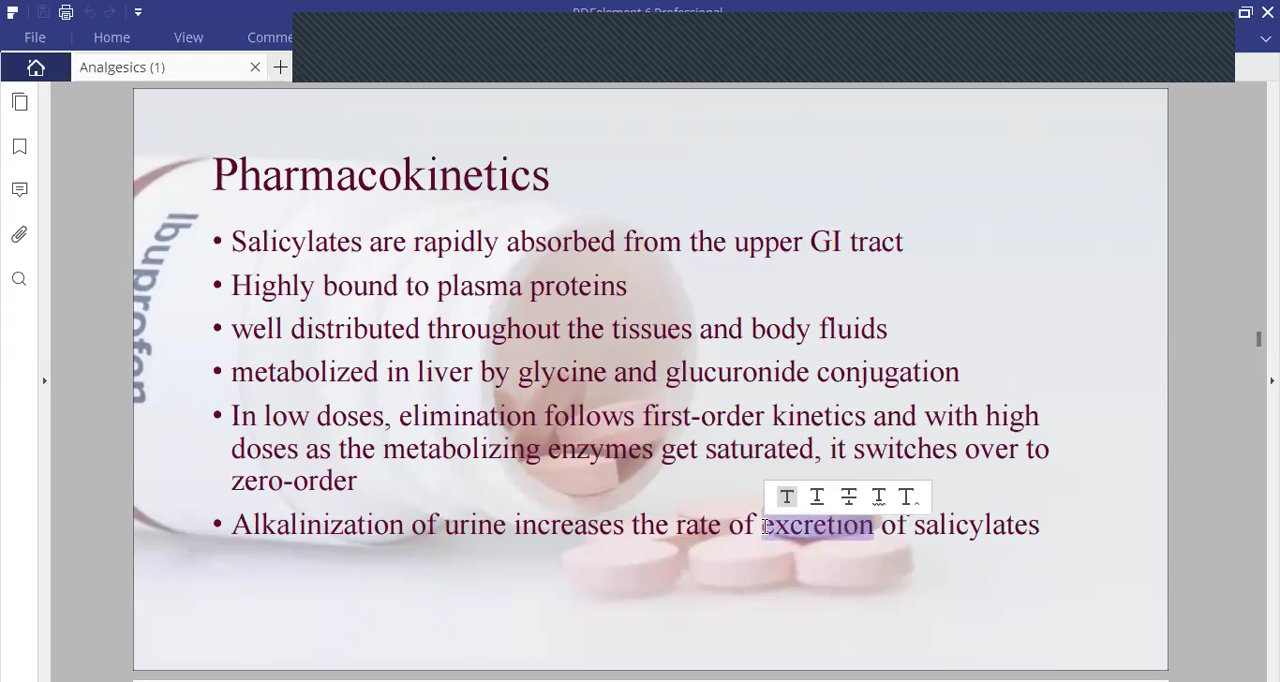 PDFelement 6 Professional
File
Home
View
Comme
Analgesics (1)
Pharmacokinetics
• Salicylates are rapidly absorbed from the upper GI tract
• Highly bound to plasma proteins
• well distributed throughout the tissues and body fluids
• metabolized in liver by glycine and glucuronide conjugation
• In low doses, elimination follows first-order kinetics and with high
doses as the metabolizing enzymes get saturated, it switches over to
zero-order
• Alkalinization of urine increases the rate of excretion of salicylates
Ibuprofen